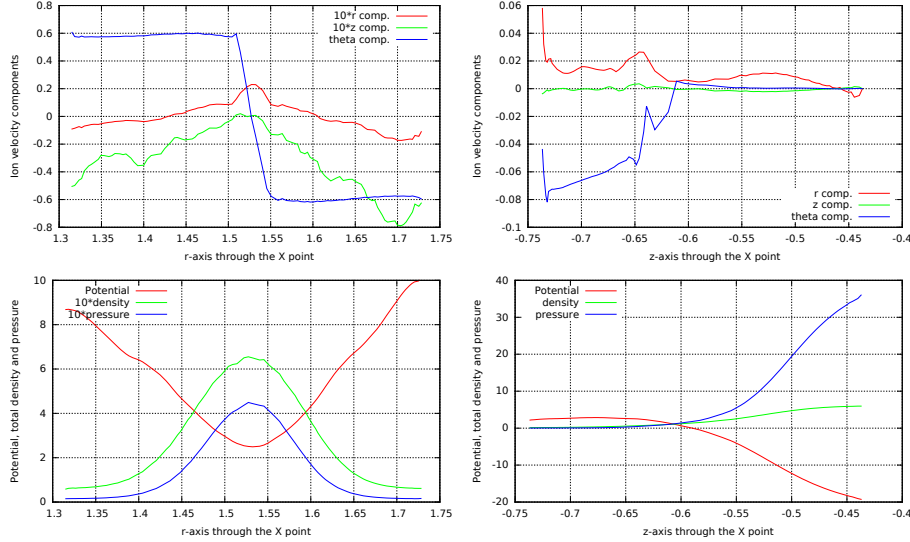 0.8
0.6
0.4
0.2
0
-0.2
-0.4
-0.6
-0.8
1.3 1.35 1.4 1.45 1.5 1.55 1.6 1.65 1.7 1.75
Ion velocity components
r-axis through the X point
10*r comp.
10*z comp.
theta comp.
0.06
0.04
0.02
0
-0.02
-0.04
-0.06
-0.08
-0.1
-0.75 -0.7 -0.65 -0.6 -0.55 -0.5 -0.45 -0.4
Ion velocity components
z-axis through the X point
r comp.
z comp.
theta comp.
10
8
6
4
2
0
1.3 1.35 1.4 1.45 1.5 1.55 1.6 1.65 1.7 1.75
Potential, total density and pressure
r-axis through the X point
Potential
10*density
10*pressure
40
30
20
10
0
-10
-20
-0.75 -0.7 -0.65 -0.6 -0.55 -0.5 -0.45 -0.4
Potential, total density and pressure
z-axis through the X point
Potential
density
pressure